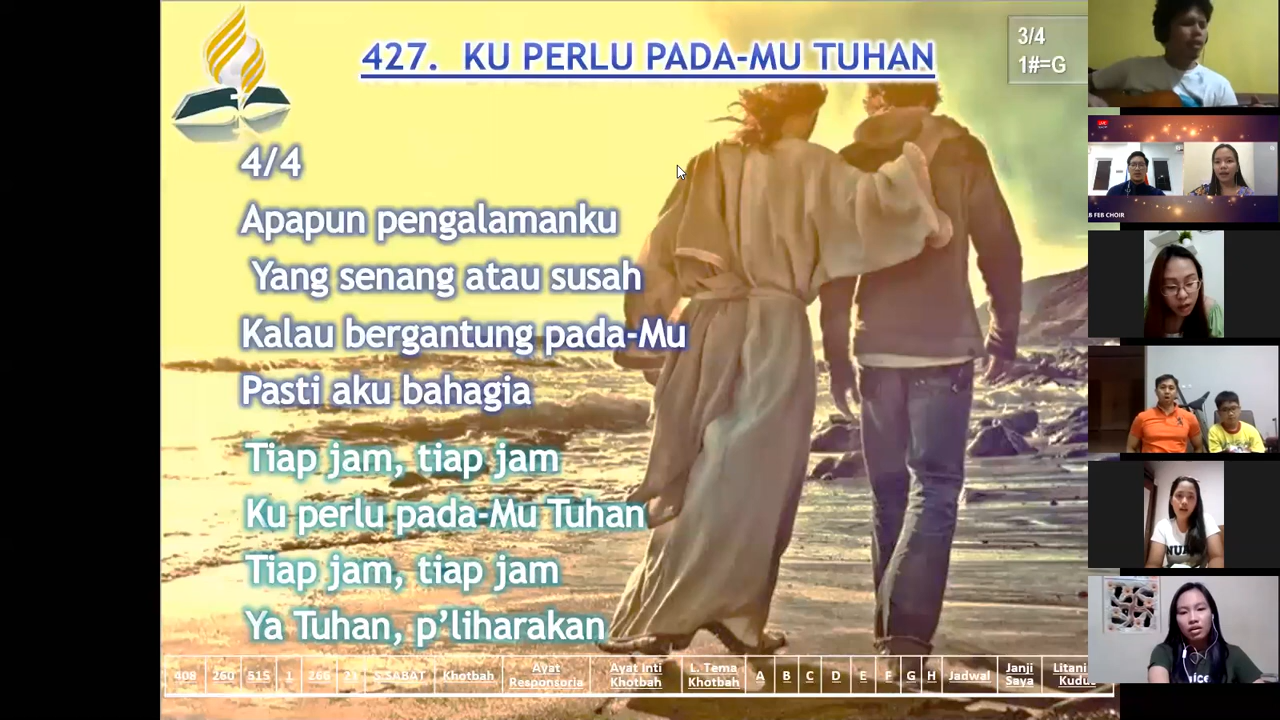 427. KU PERLU PADA-MU TUHAN
3/4
1#=G
4/4
Apapun pengalamanku
Yang senang atau susah
Kalau bergantung pada-Mu
Pasti aku bahagia
Tiap jam, tiap jam
Ku perlu pada-Mu Tuhan
Tiap jam, tiap jam
Ya Tuhan, p'liharakan
408 260 515 1 266 S.SABAT Khotbah Ayat Responsoria Ayat Inti Khotbah L. Tema Khotbah A B C D E F G H Jadwal Janji Saya Litani
LIVE
FEB CHOIR